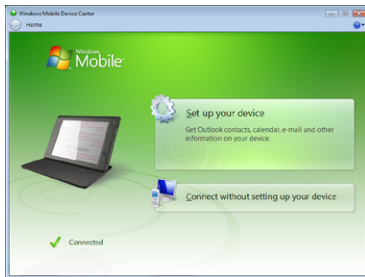 Windows Mobile Device Center
Home
Windows
Mobile
Set up your device
Get Outlook contacts, calendar, e-mail and other
information on your device.
Connect without setting up your device
Connected